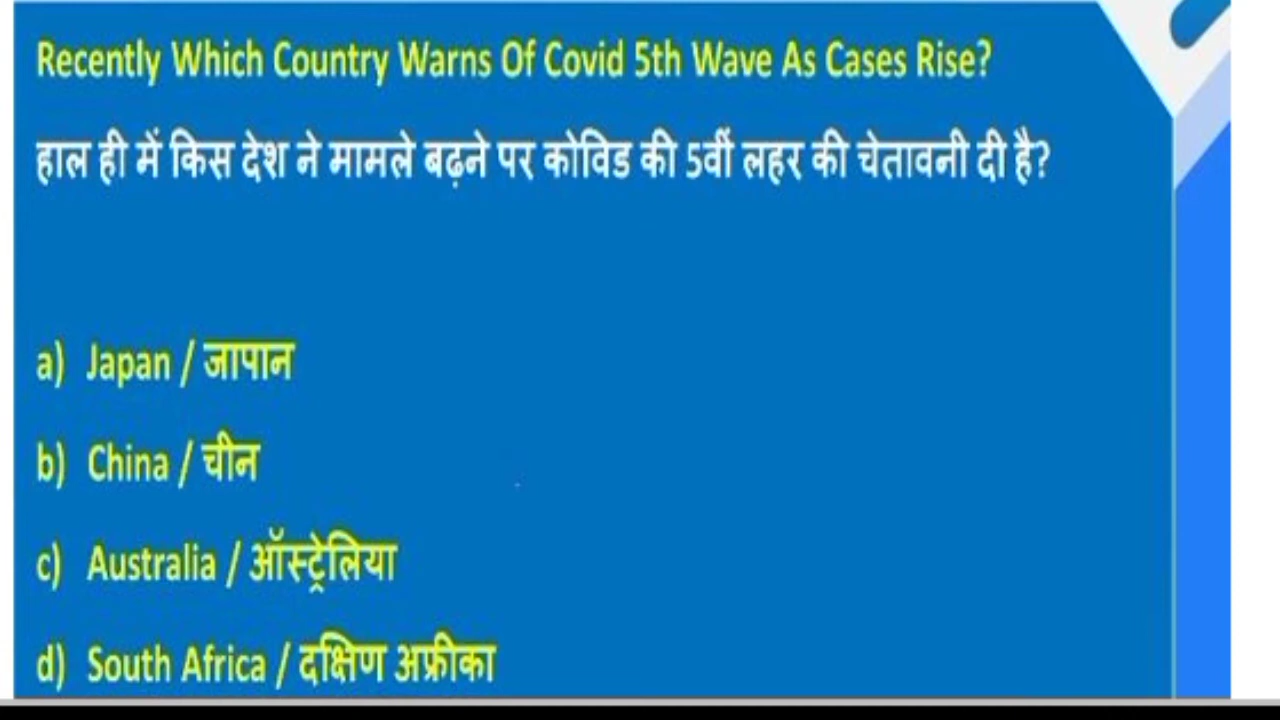 Recently Which Country Warns Of Covid 5th Wave As Cases Rise?
हाल ही में किस देश ने मामले बढ़ने पर कोविड की 5वीं लहर की चेतावनी दी है?
a) Japan / जापान
b) China / चीन
c) Australia / ऑस्ट्रेलिया
d) South Africa / दक्षिण अफ्रीका